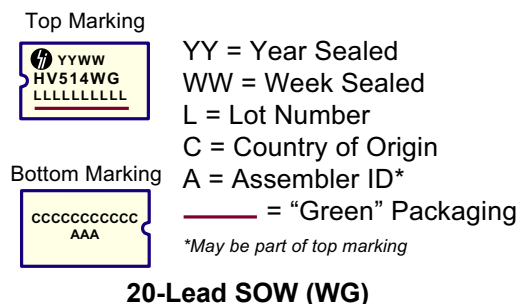 Top Marking
YYWW
HV514WG
LLLLLLLLLL
Bottom Marking
CCCCCCCCCCC
AAA
YY = Year Sealed
WW = Week Sealed
L = Lot Number
C = Country of Origin
A = Assembler ID*
= “Green” Packaging
*May be part of top marking
20-Lead SOW (WG)